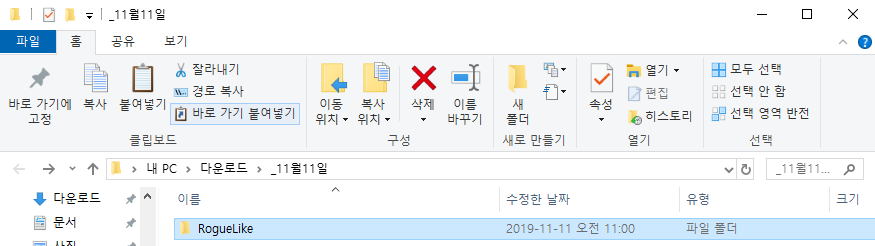 _11월11일
파일 홈 공유 보기
바로 가기에 고정
복사
붙여넣기
잘라내기
경로 복사
바로 가기 붙여넣기
클립보드
이동 위치
복사 위치
삭제
이름 바꾸기
구성
새 폴더
새로 만들기
속성
열기
편집
히스토리
열기
모두 선택
선택 안 함
선택 영역 반전
선택
내 PC > 다운로드 > _11월11일
_11월11...
다운로드
문서
사진
이름 수정한 날짜 유형 크기
RogueLike 2019-11-11 오전 11:00 파일 폴더